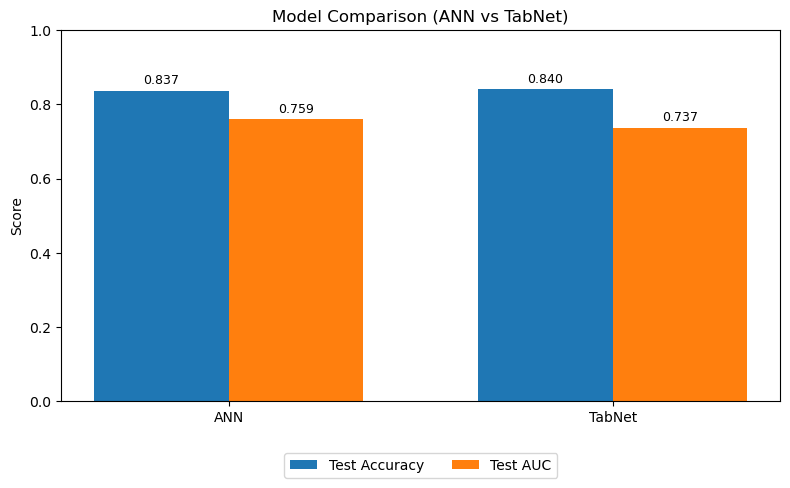 Model Comparison (ANN vs TabNet)
1.0
0.8
0.6
0.4
0.2
0.0
Score
0.837
0.759
0.840
0.737
ANN
TabNet
Test Accuracy
Test AUC